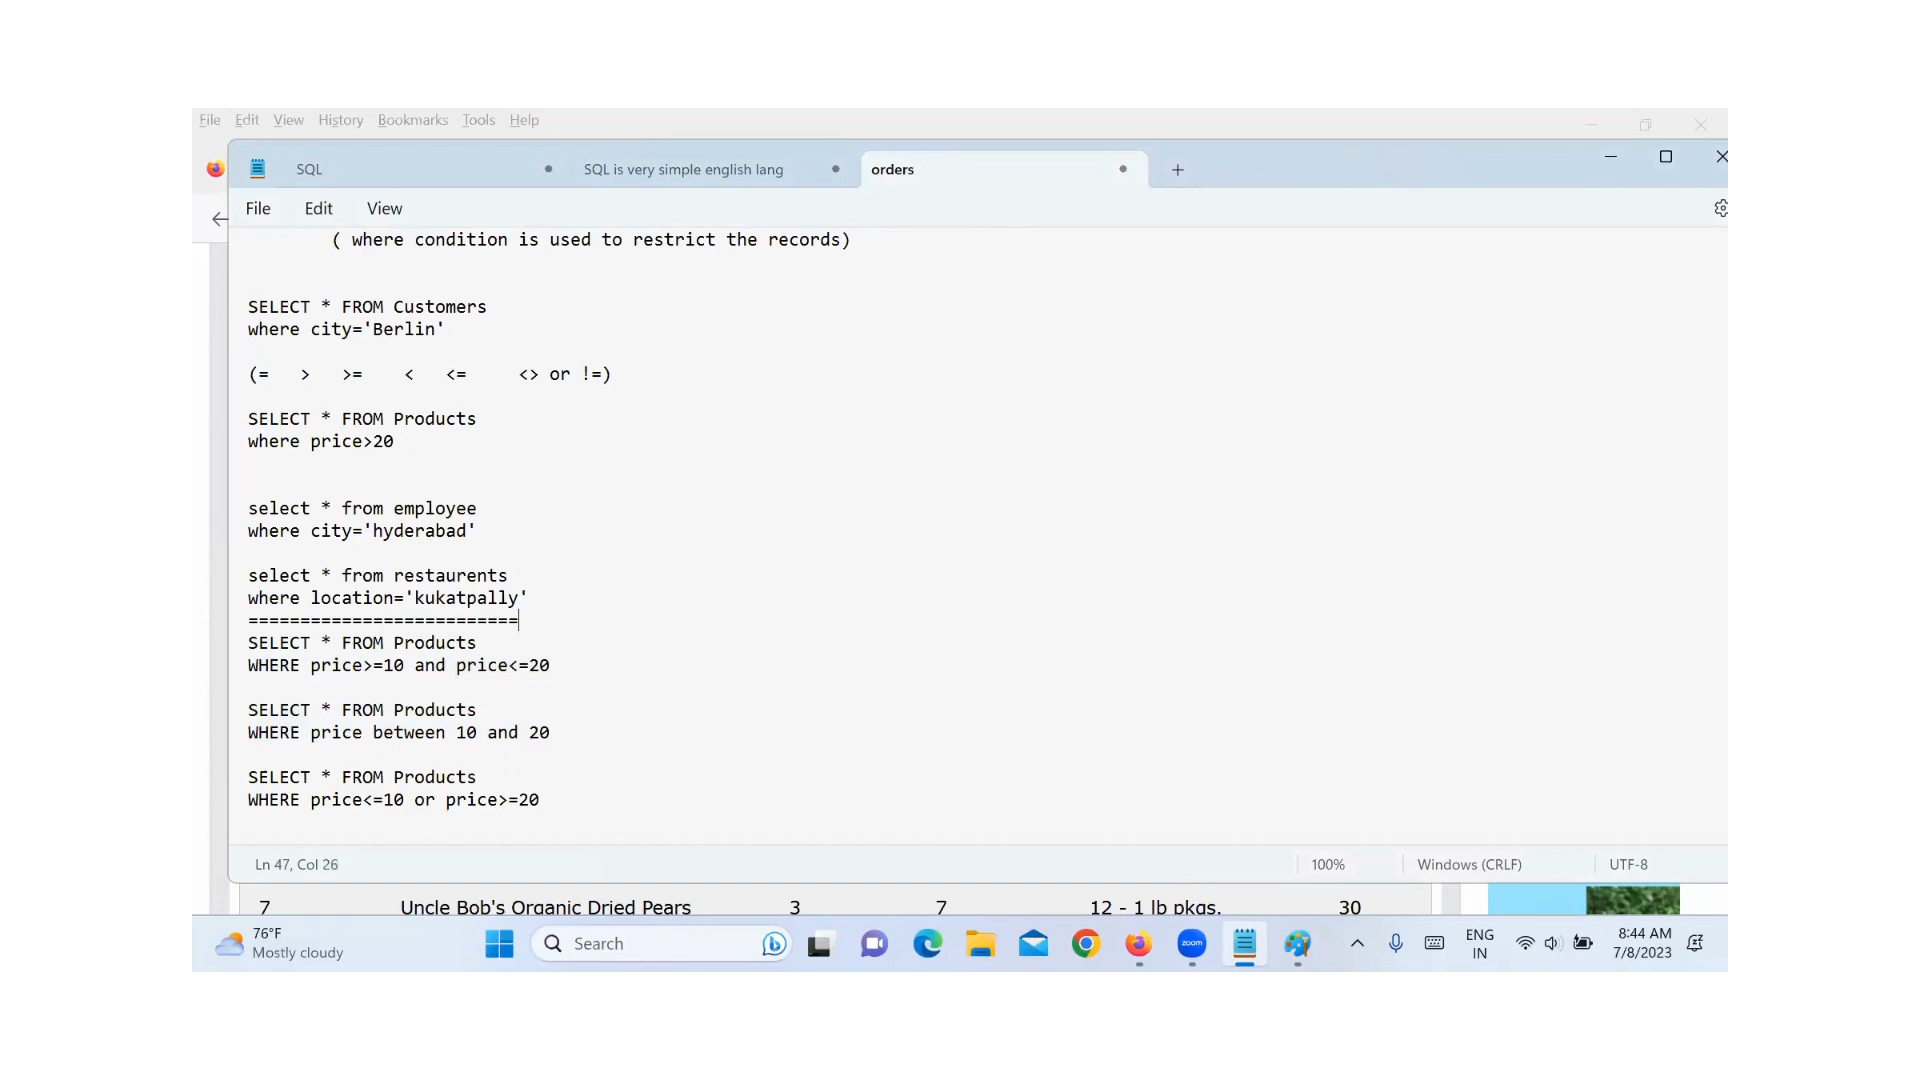 File Edit View History Bookmarks Tools Help
SQL
SQL is very simple english lang
orders
File Edit View
( where condition is used to restrict the records)
SELECT * FROM Customers
where city='Berlin'
(= > >= < <= <> or !=)
SELECT * FROM Products
where price>20
select * from employee
where city='hyderabad'
select * from restaurents
where location='kukatpally'
==========================
SELECT * FROM Products
WHERE price>=10 and price<=20
SELECT * FROM Products
WHERE price between 10 and 20
SELECT * FROM Products
WHERE price<=10 or price>=20
Ln 47, Col 26 100% Windows (CRLF) UTF-8
7 Uncle Bob's Organic Dried Pears 3 7 12 - 1 lb pkgs. 30
76°F
Mostly cloudy
Search
zoom
ENG
IN
8:44 AM
7/8/2023